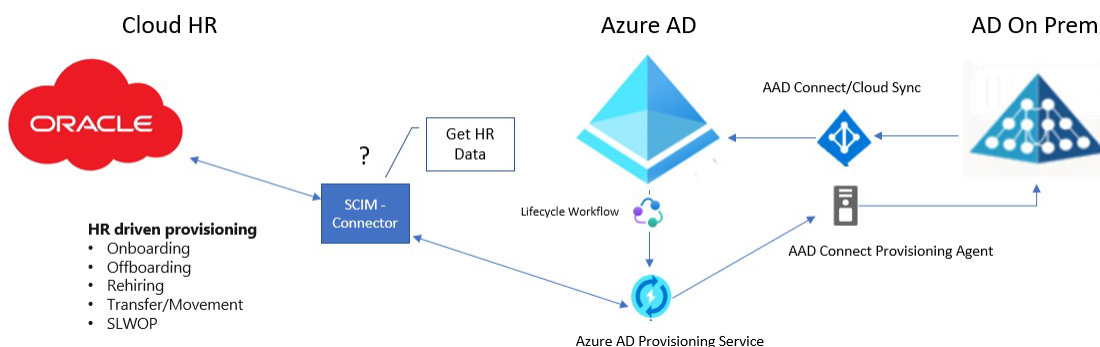 Cloud HR
Azure AD
AD On Prem
ORACLE
AAD Connect/Cloud Sync
?
Get HR
Data
SCIM -
Connector
Lifecycle Workflow
HR driven provisioning
• Onboarding
• Offboarding
• Rehiring
• Transfer/Movement
• SLWOP
AAD Connect Provisioning Agent
Azure AD Provisioning Service